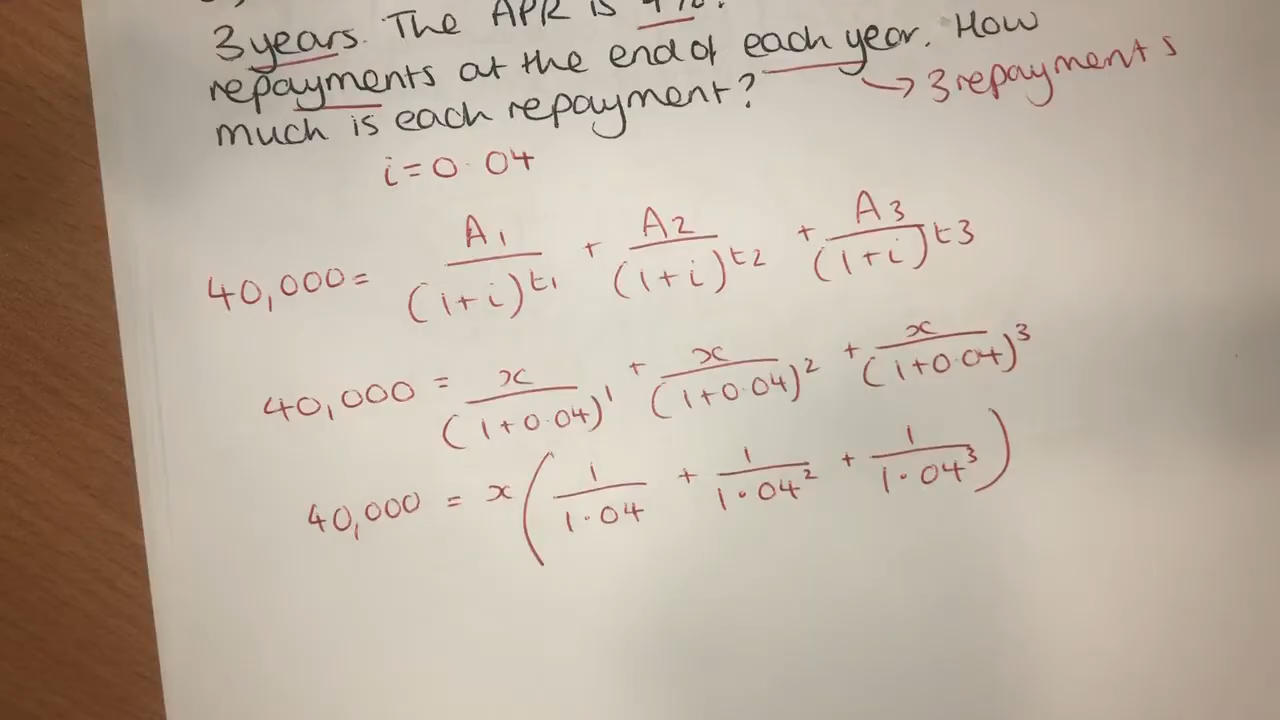 3 years. The APR is 4%.
repayments at the end of each year. How
much is each repayment?
→ 3 repayments
i = 0.04
40,000 = A1/(1+i)^t1 + A2/(1+i)^t2 + A3/(1+i)^t3
40,000 = x/(1+0.04)^1 + x/(1+0.04)^2 + x/(1+0.04)^3
40,000 = x(1/1.04 + 1/1.04^2 + 1/1.04^3)